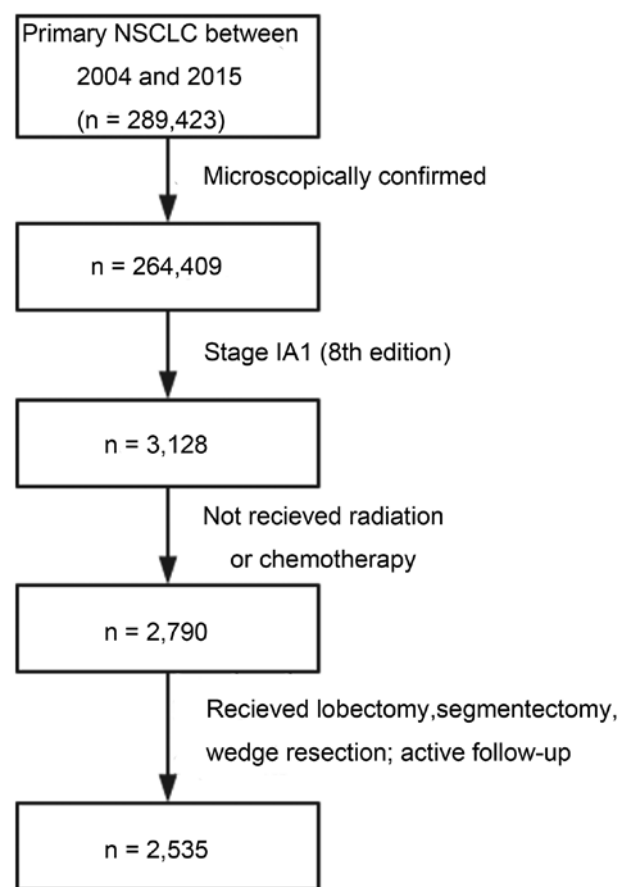 Primary NSCLC between
2004 and 2015
(n = 289,423)
Microscopically confirmed
n = 264,409
Stage IA1 (8th edition)
n = 3,128
Not recieved radiation
or chemotherapy
n = 2,790
Recieved lobectomy,segmentectomy,
wedge resection; active follow-up
n = 2,535